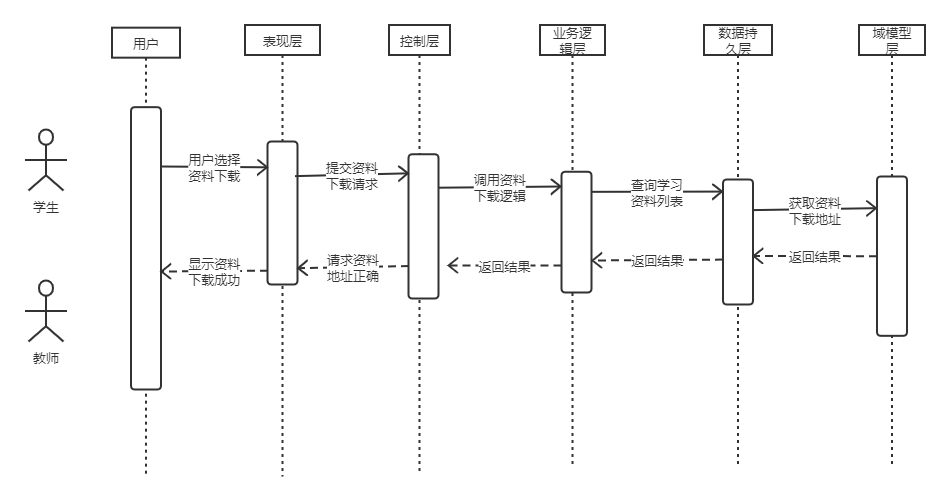 用户
表现层
控制层
业务逻
辑层
数据持
久层
域模型
层
学生
教师
用户选择
资料下载
提交资料
下载请求
调用资料
下载逻辑
查询学习
资料列表
获取资料
下载地址
显示资料
下载成功
请求资料
地址正确
返回结果
返回结果
返回结果